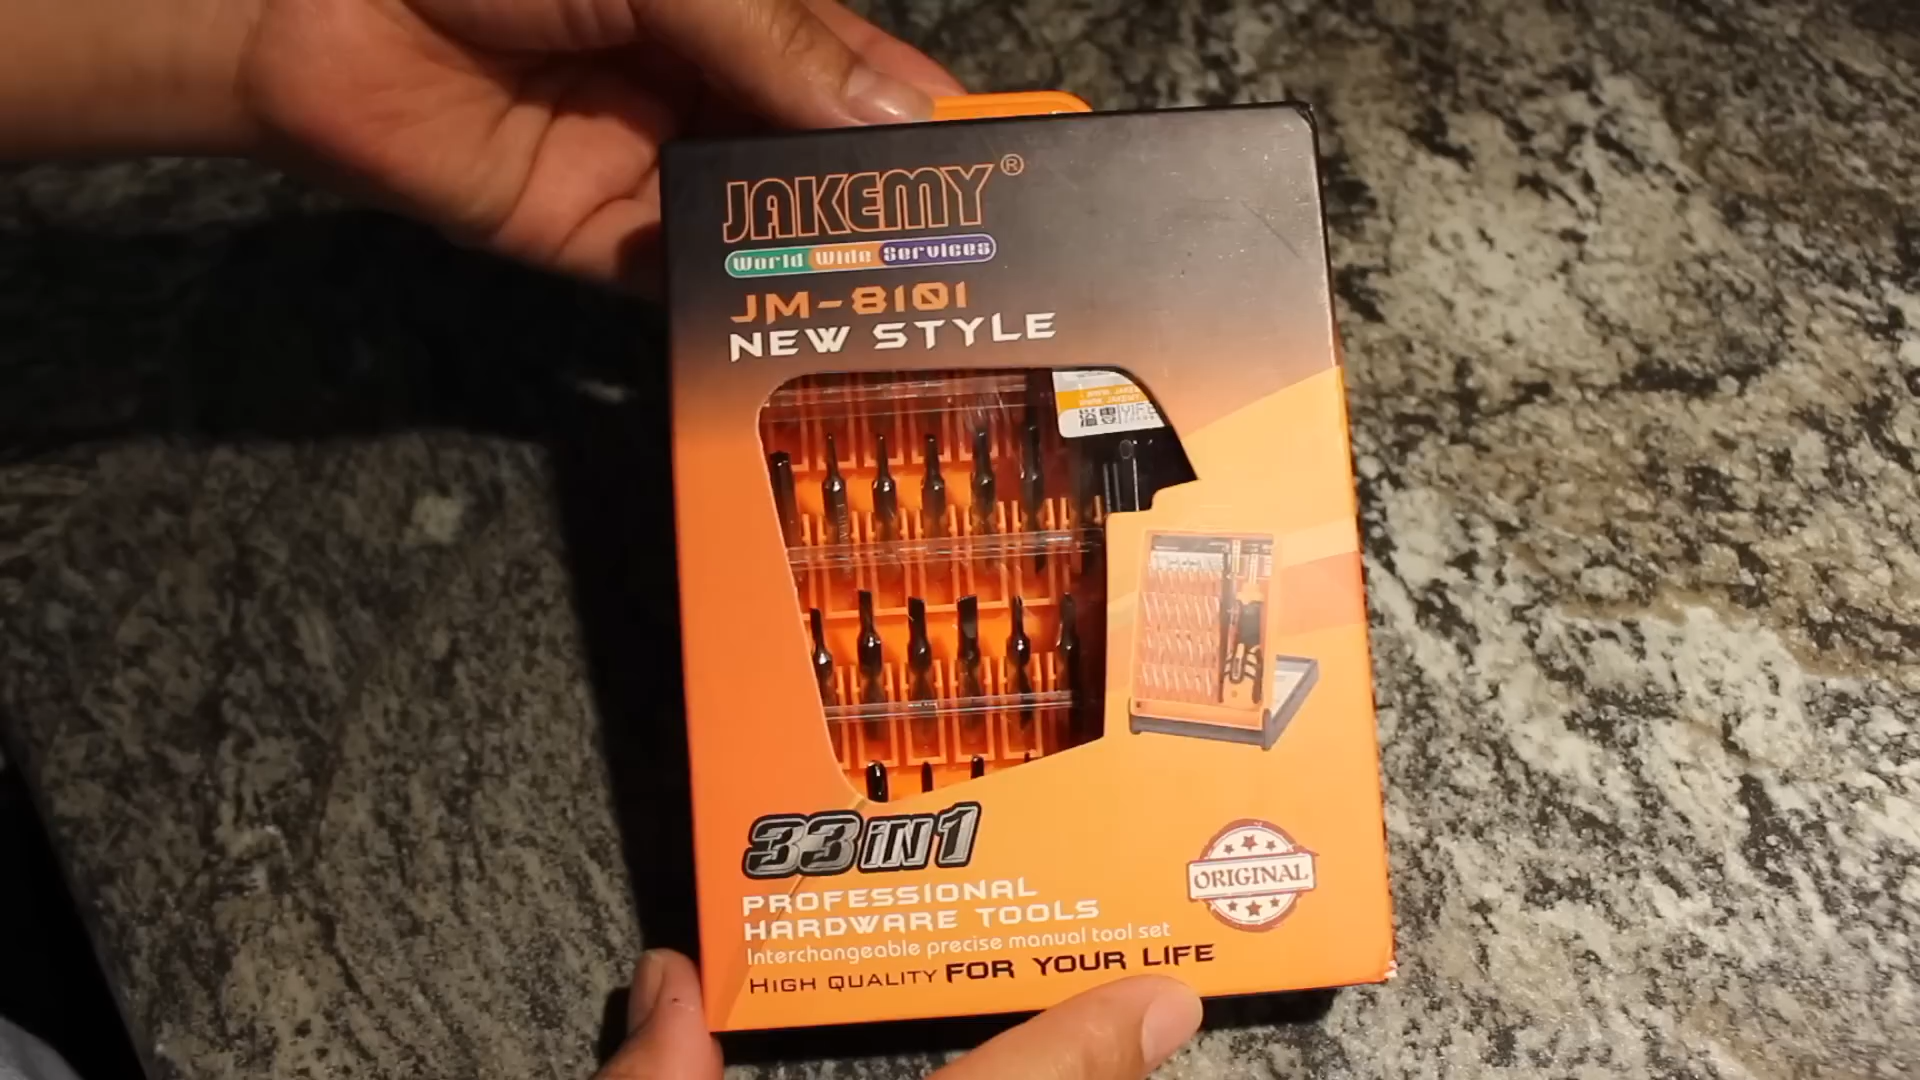 JAKEMY®
World Wide Services
JM-8101
NEW STYLE
33 iN 1
PROFESSIONAL
HARDWARE TOOLS
Interchangeable precise manual tool set
HIGH QUALITY FOR YOUR LIFE
ORIGINAL